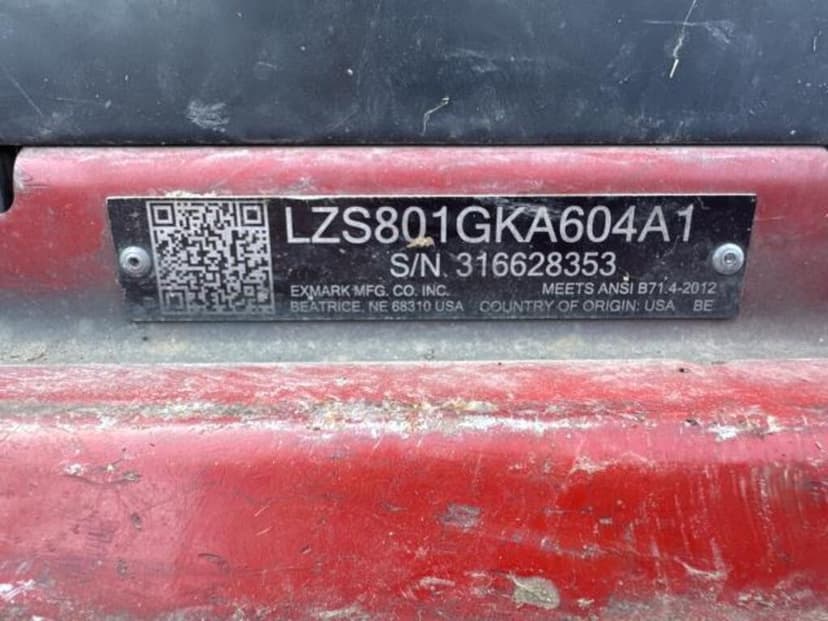 LZS801GKA604A1
S/N 316628353
EXMARK MFG. CO. INC. MEETS ANSI B71.4-2012
BEATRICE, NE 68310 USA COUNTRY OF ORIGIN: USA BE